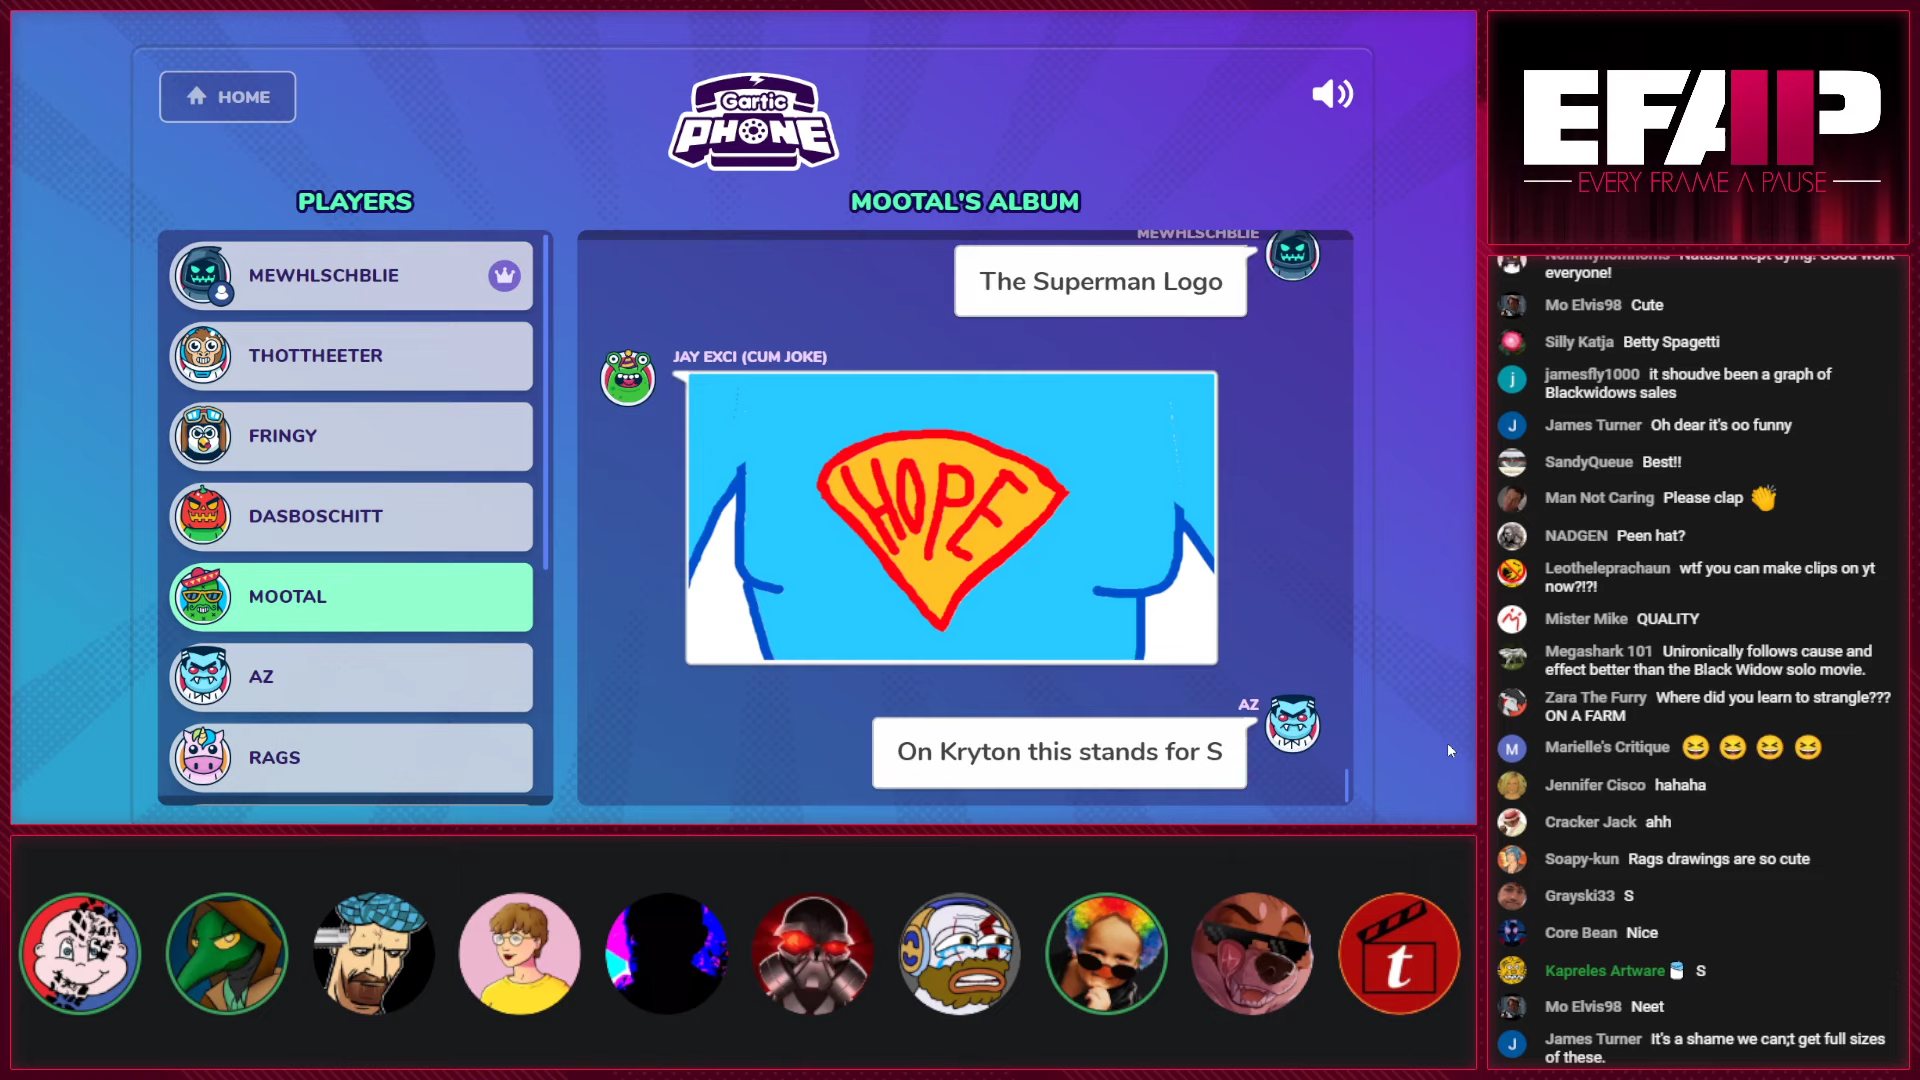 HOME
Gartic
PHONE
PLAYERS
MOOTAL'S ALBUM
MEWHLSCHBLIE
THOTTHEETER
FRINGY
DASBOSCHITT
MOOTAL
AZ
RAGS
MEWHLSCHBLIE
The Superman Logo
JAY EXCI (CUM JOKE)
HOPE
AZ
On Kryton this stands for S
EFAP
EVERY FRAME A PAUSE
Nommynomnoms Natasha kept dying! Good work
everyone!
Mo Elvis98 Cute
Silly Katja Betty Spagetti
j
jamesfly1000 it shoudve been a graph of
Blackwidows sales
J
James Turner Oh dear it's oo funny
SandyQueue Best!!
Man Not Caring Please clap 👏
NADGEN Peen hat?
Leotheleprachaun wtf you can make clips on yt
now?!?!
Mister Mike QUALITY
Megashark 101 Unironically follows cause and
effect better than the Black Widow solo movie.
Zara The Furry Where did you learn to strangle???
ON A FARM
M
Marielle's Critique 😆 😆 😆 😆
Jennifer Cisco hahaha
Cracker Jack ahh
Soapy-kun Rags drawings are so cute
Grayski33 S
Core Bean Nice
Kapreles Artware S
Mo Elvis98 Neet
J
James Turner It's a shame we can;t get full sizes
of these.
t